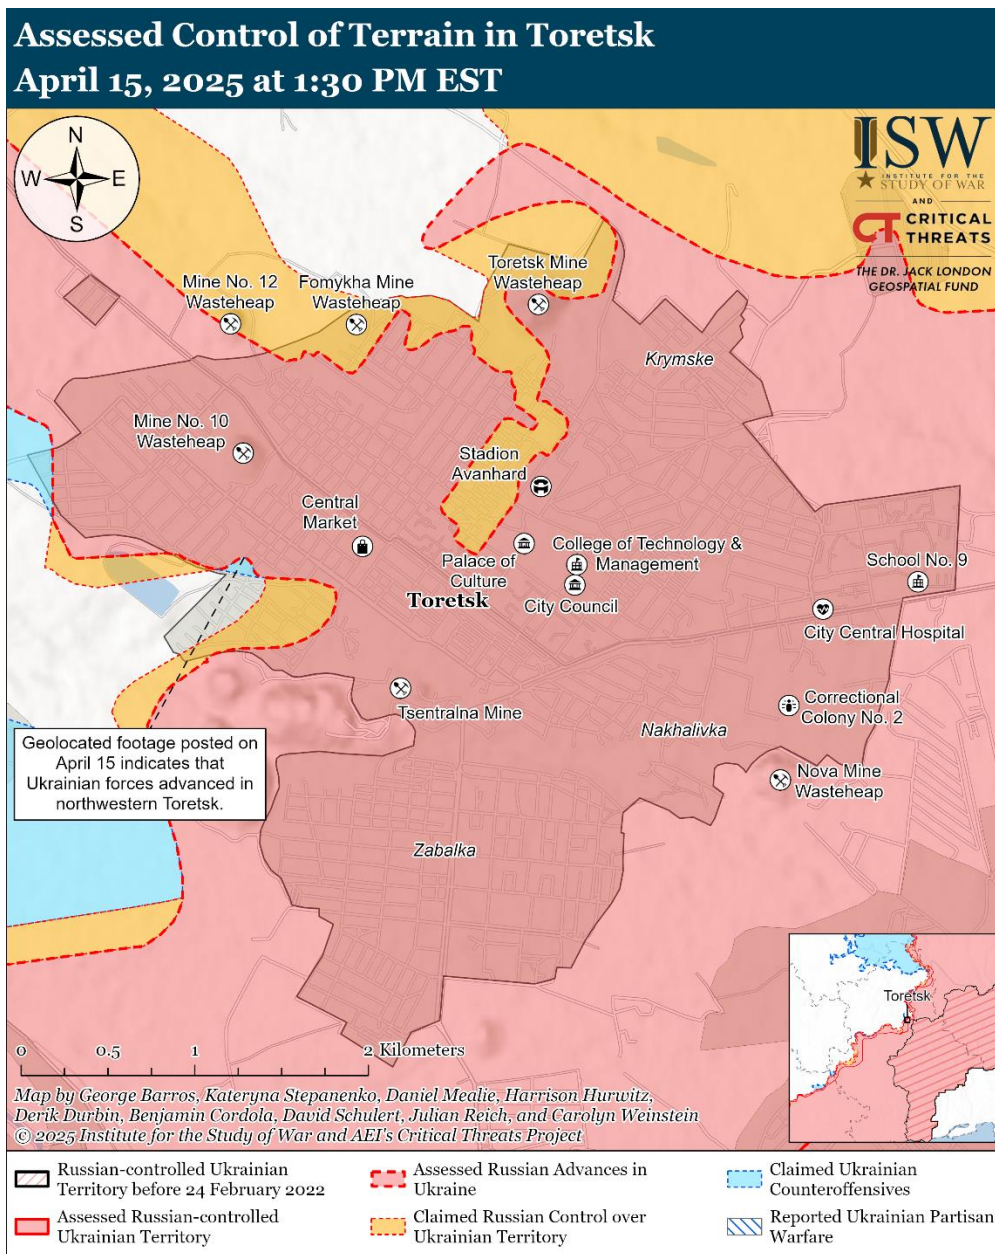 Assessed Control of Terrain in Toretsk
April 15, 2025 at 1:30 PM EST
N
W
E
S
ISW
INSTITUTE FOR THE
STUDY OF WAR
AND
CT CRITICAL
THREATS
THE DR. JACK LONDON
GEOSPATIAL FUND
Mine No. 12
Wasteheap
Fomykha Mine
Wasteheap
Toretsk Mine
Wasteheap
Krymske
Mine No. 10
Wasteheap
Stadion
Avanhard
Central
Market
Palace of
Culture
College of Technology &
Management
School No. 9
Toretsk
City Council
City Central Hospital
Tsentralna Mine
Correctional
Colony No. 2
Nakhalivka
Geolocated footage posted on
April 15 indicates that
Ukrainian forces advanced in
northwestern Toretsk.
Nova Mine
Wasteheap
Zabalka
Toretsk
0 0.5 1 2 Kilometers
Map by George Barros, Kateryna Stepanenko, Daniel Mealie, Harrison Hurwitz,
Derik Durbin, Benjamin Cordola, David Schulert, Julian Reich, and Carolyn Weinstein
© 2025 Institute for the Study of War and AEI's Critical Threats Project
Russian-controlled Ukrainian
Territory before 24 February 2022
Assessed Russian Advances in
Ukraine
Claimed Ukrainian
Counteroffensives
Assessed Russian-controlled
Ukrainian Territory
Claimed Russian Control over
Ukrainian Territory
Reported Ukrainian Partisan
Warfare